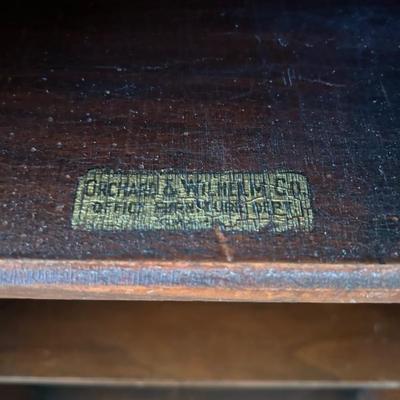 ORCHARD & WILHELM CO.
OFFICE FURNITURE DEPT.